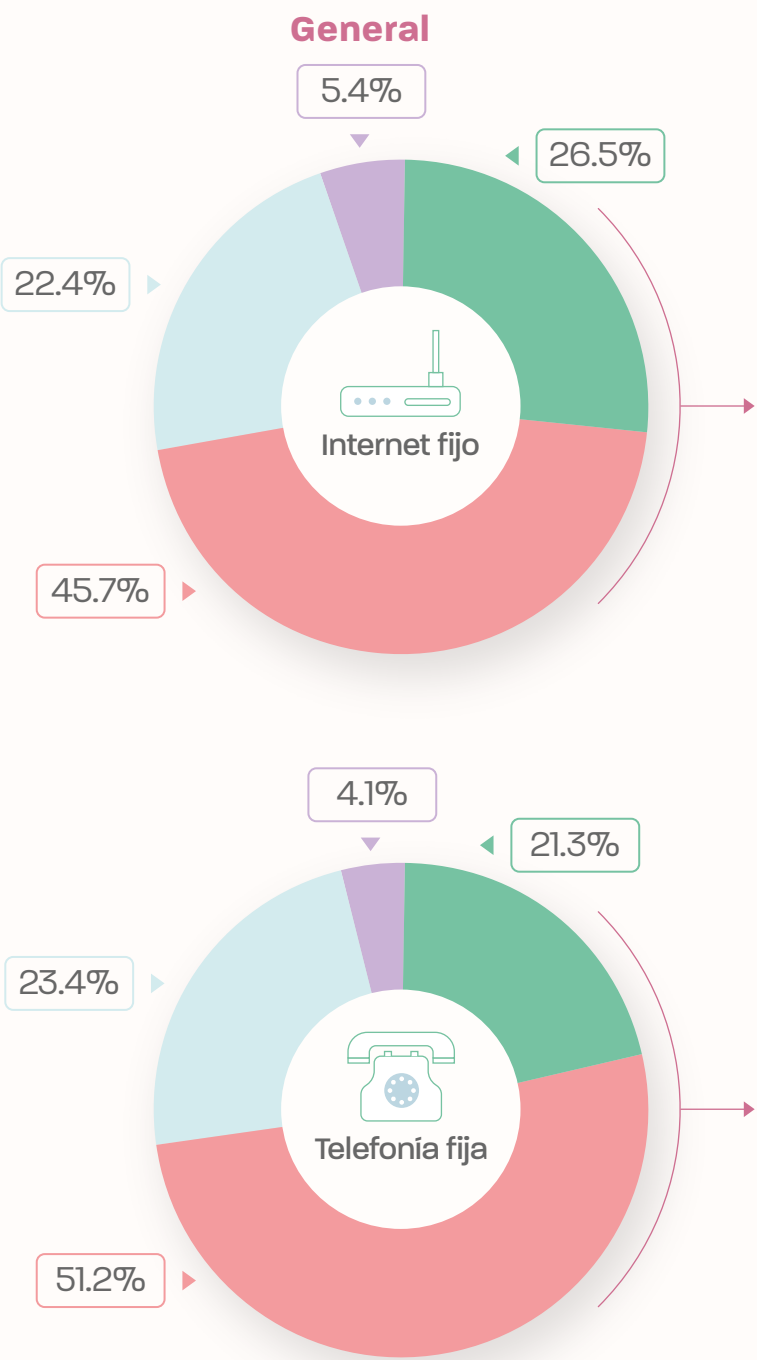 General
5.4%
26.5%
22.4%
Internet fijo
45.7%
4.1%
21.3%
23.4%
Telefonía fija
51.2%